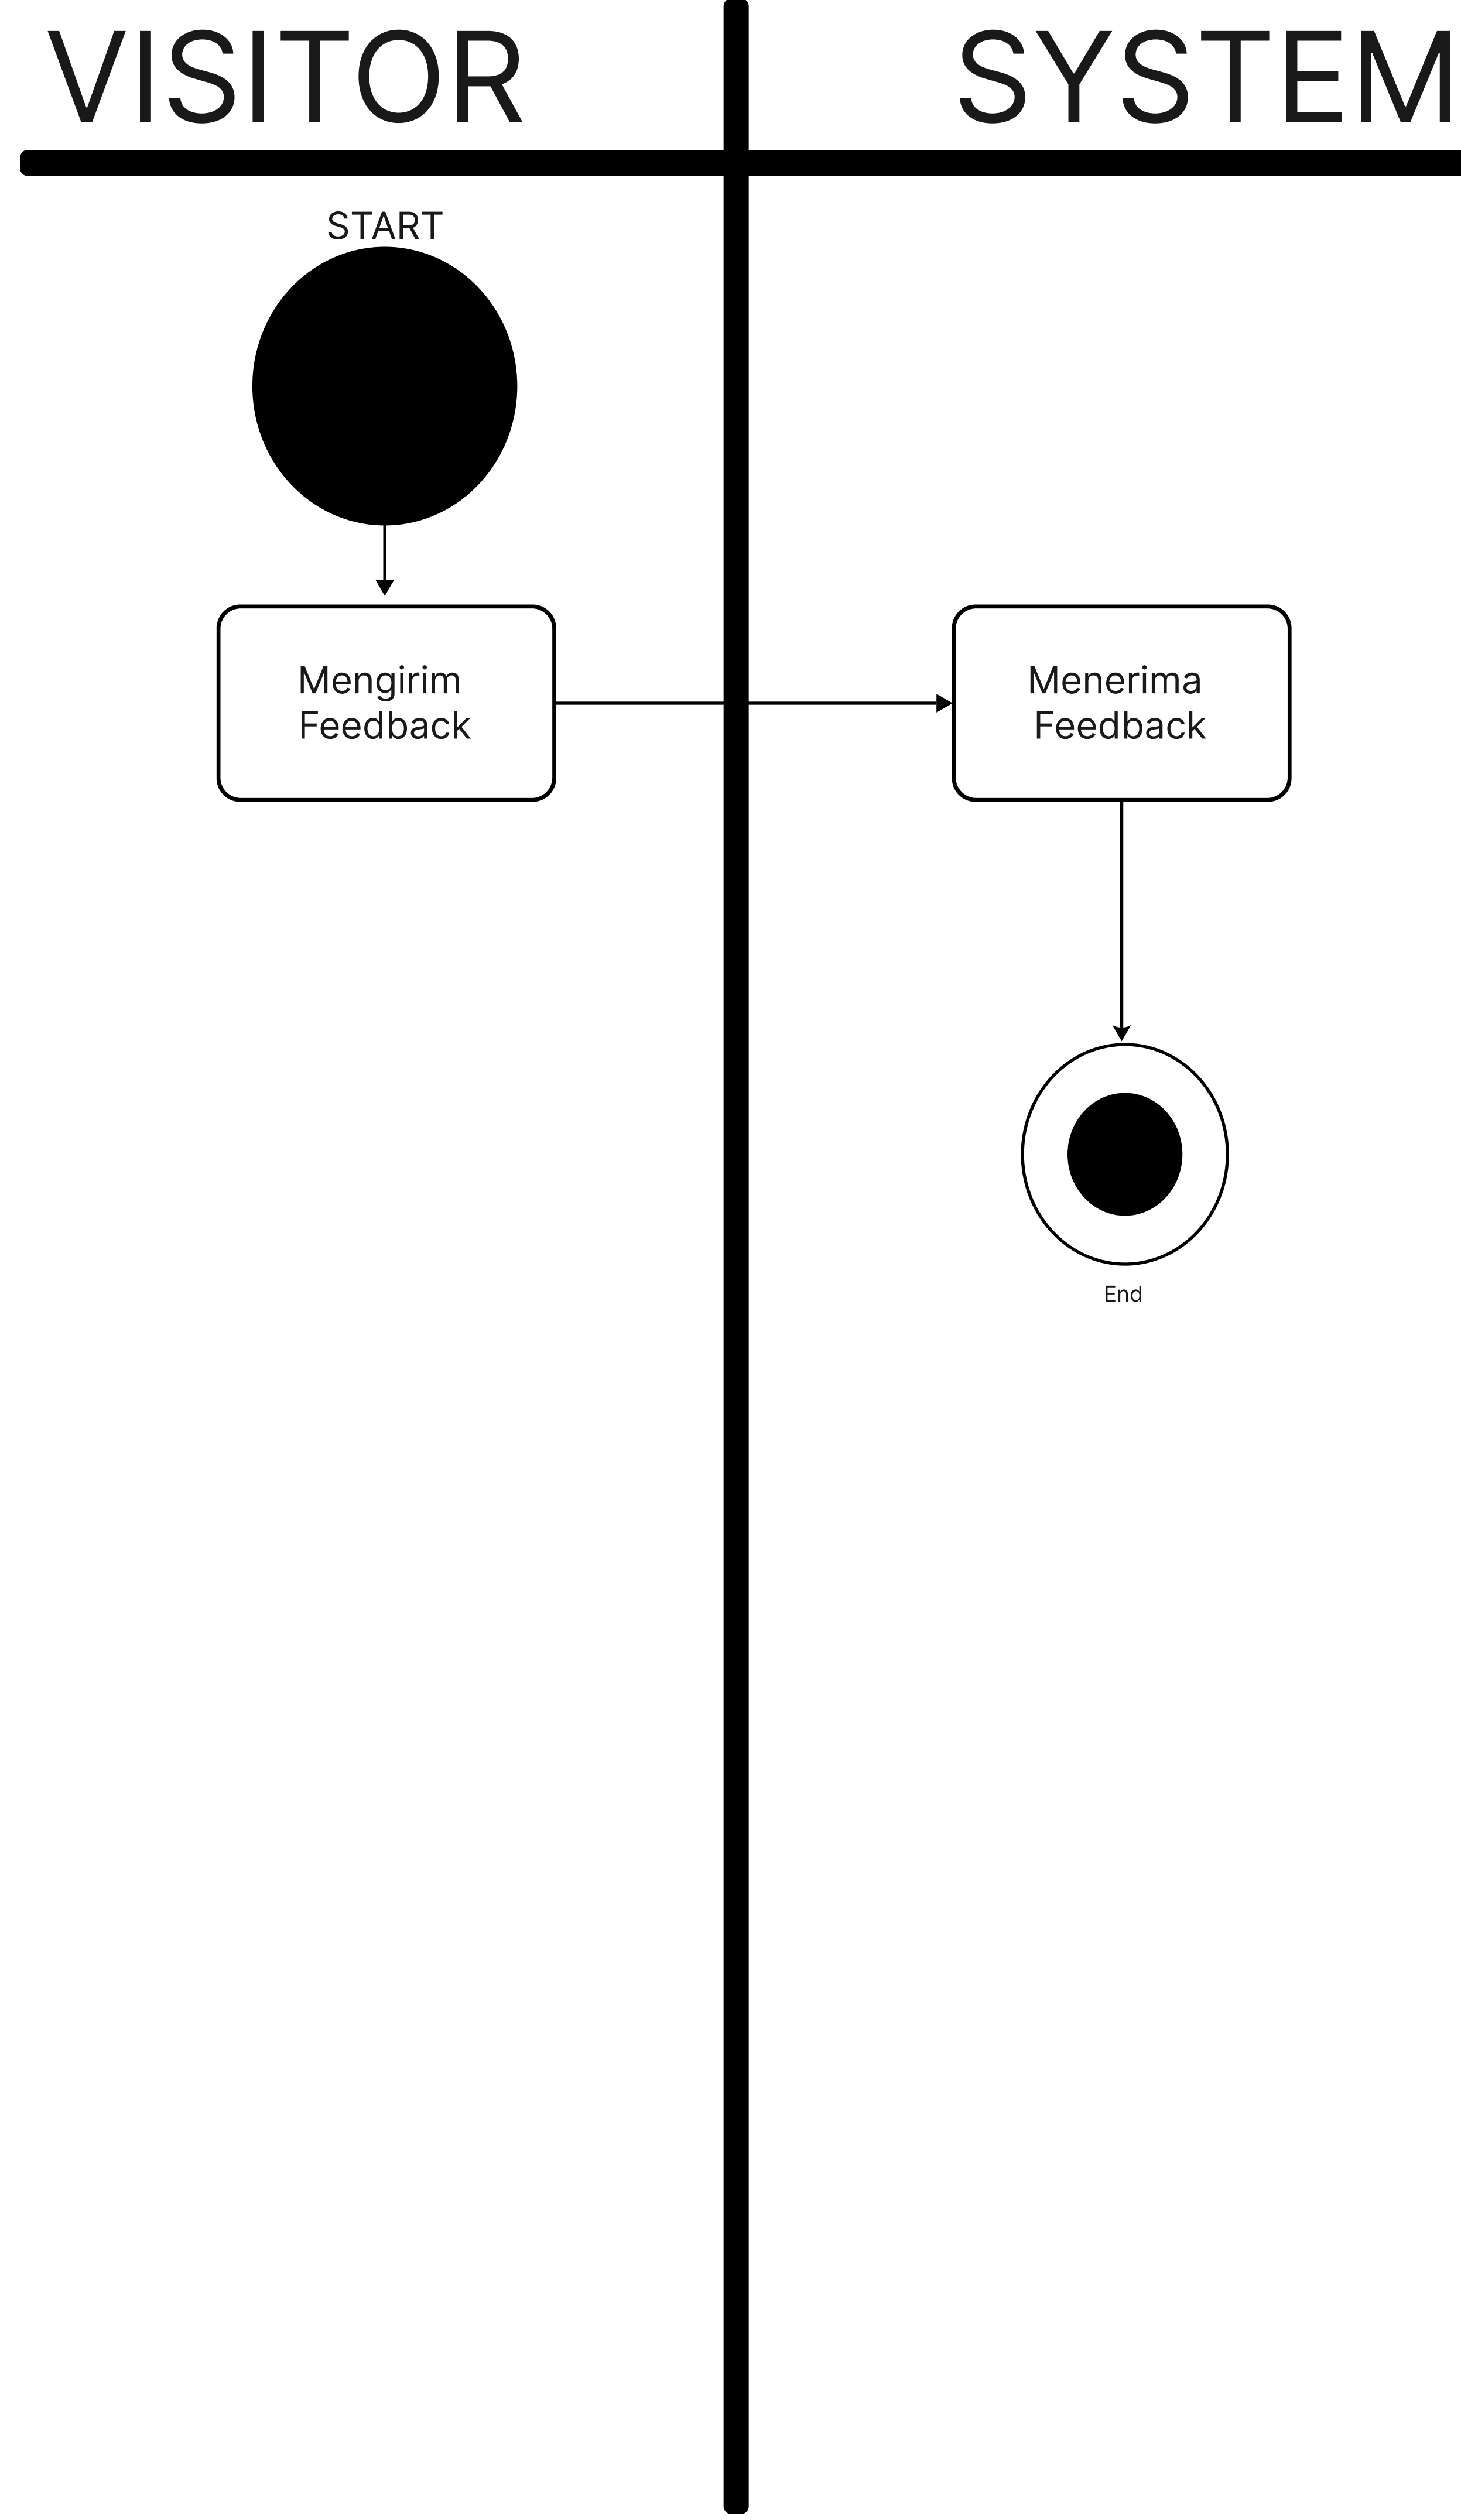 VISITOR
SYSTEM
START
Mengirim
Feedback
Menerima
Feedback
End